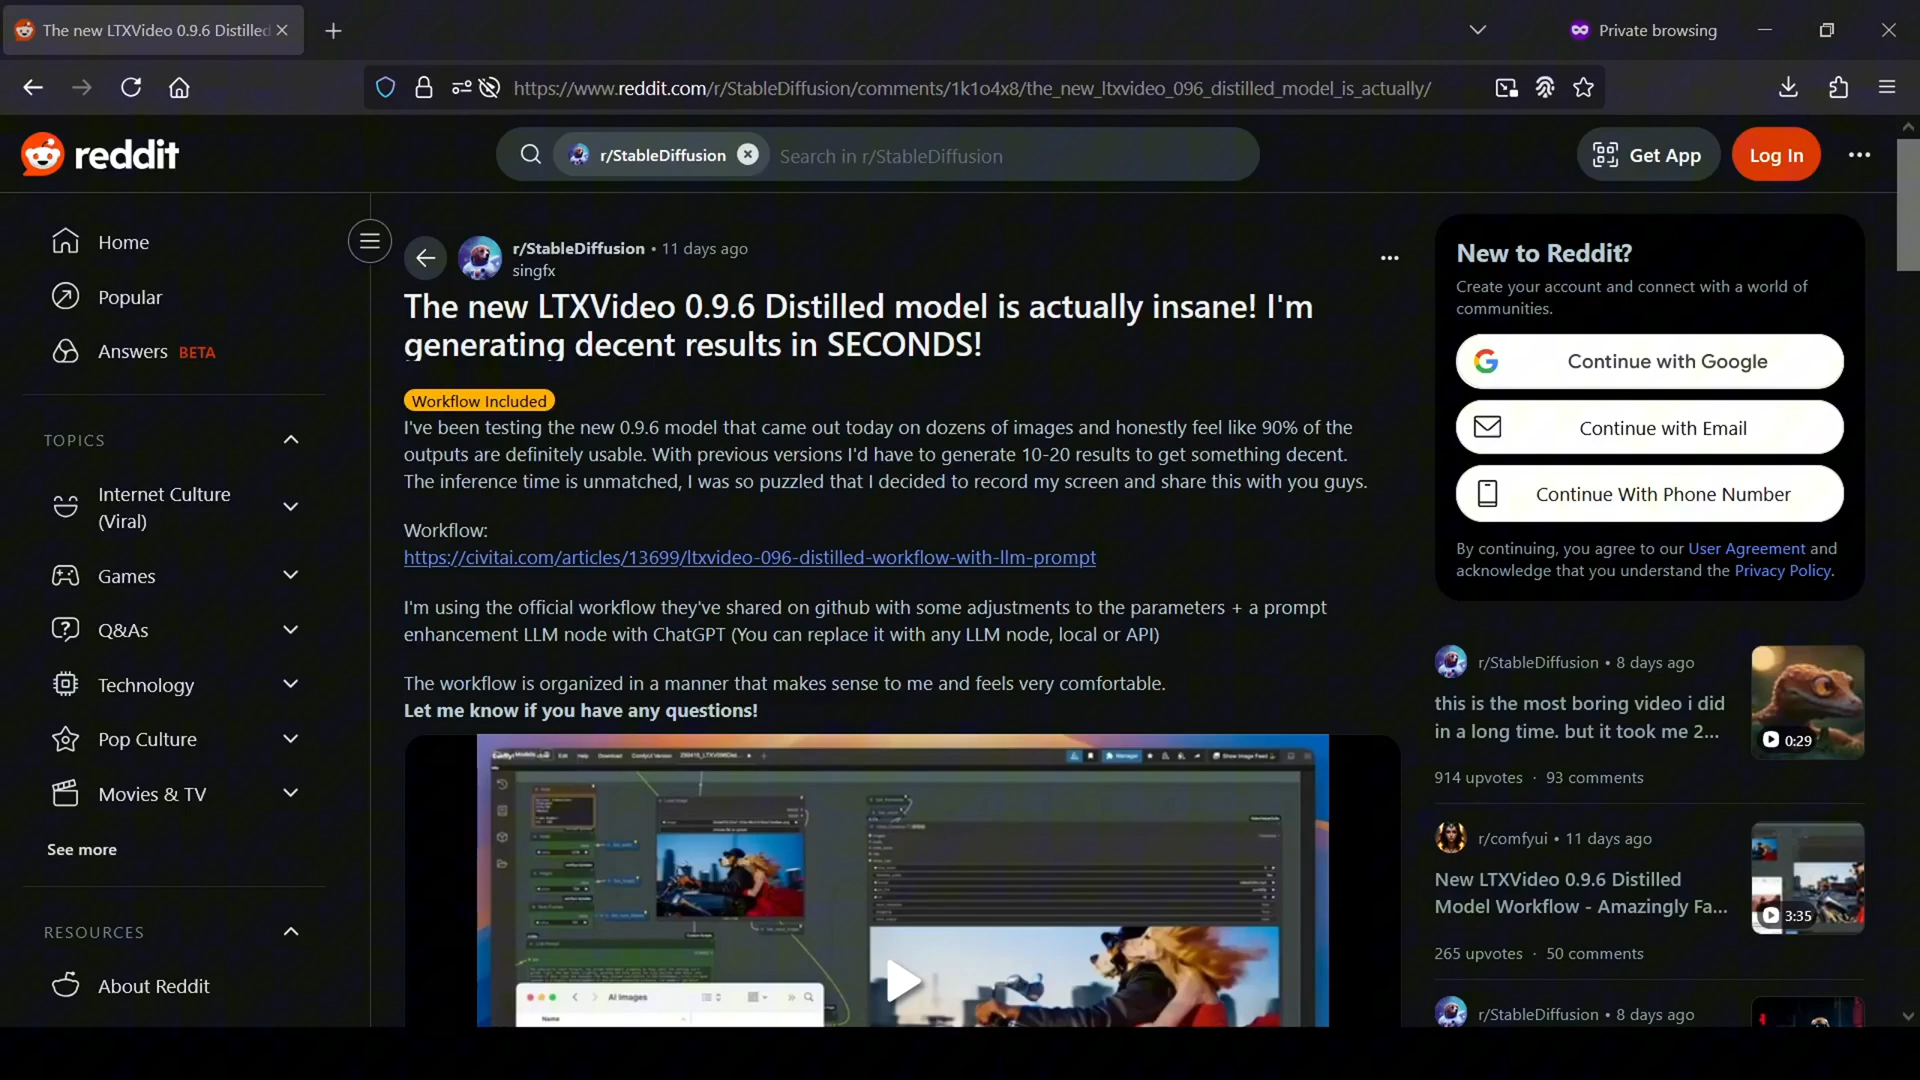 The new LTXVideo 0.9.6 Distilled
Private browsing
https://www.reddit.com/r/StableDiffusion/comments/1k1o4x8/the_new_ltxvideo_096_distilled_model_is_actually/
reddit
r/StableDiffusion
Search in r/StableDiffusion
Get App
Log In
Home
Popular
Answers BETA
TOPICS
Internet Culture
(Viral)
Games
Q&As
Technology
Pop Culture
Movies & TV
See more
RESOURCES
About Reddit
r/StableDiffusion • 11 days ago
singfx
The new LTXVideo 0.9.6 Distilled model is actually insane! I'm
generating decent results in SECONDS!
Workflow Included
I've been testing the new 0.9.6 model that came out today on dozens of images and honestly feel like 90% of the
outputs are definitely usable. With previous versions I'd have to generate 10-20 results to get something decent.
The inference time is unmatched, I was so puzzled that I decided to record my screen and share this with you guys.
Workflow:
https://civitai.com/articles/13699/ltxvideo-096-distilled-workflow-with-llm-prompt
I'm using the official workflow they've shared on github with some adjustments to the parameters + a prompt
enhancement LLM node with ChatGPT (You can replace it with any LLM node, local or API)
The workflow is organized in a manner that makes sense to me and feels very comfortable.
Let me know if you have any questions!
Edit Help Download ComfyUI Version
Manager
Show Image Feed
AI Images
Name
New to Reddit?
Create your account and connect with a world of
communities.
Continue with Google
Continue with Email
Continue With Phone Number
By continuing, you agree to our User Agreement and
acknowledge that you understand the Privacy Policy.
r/StableDiffusion • 8 days ago
this is the most boring video i did
in a long time. but it took me 2...
0:29
914 upvotes · 93 comments
r/comfyui • 11 days ago
New LTXVideo 0.9.6 Distilled
Model Workflow - Amazingly Fa...
3:35
265 upvotes · 50 comments
r/StableDiffusion • 8 days ago